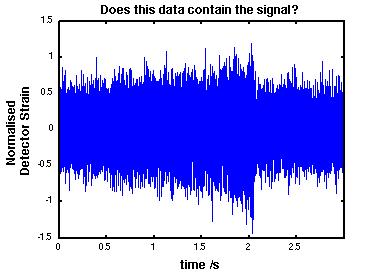 Does this data contain the signal?
1.5
1
0.5
0
-0.5
-1
-1.5
Normalised
Detector Strain
0 0.5 1 1.5 2 2.5
time /s